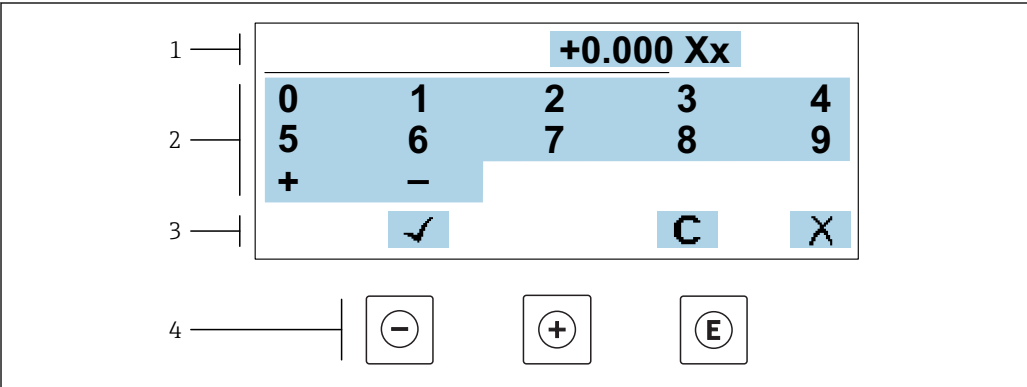 1 +0.000 Xx
0 1 2 3 4
2 5 6 7 8 9
+ –
3 ✓ C X
4 − + E